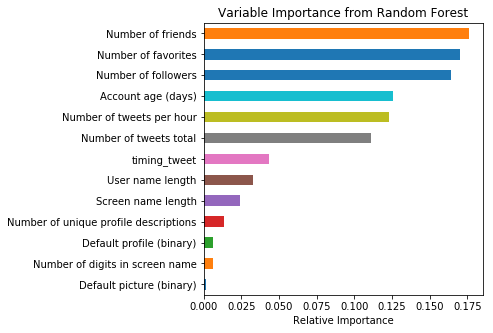 Variable Importance from Random Forest
Number of friends
Number of favorites
Number of followers
Account age (days)
Number of tweets per hour
Number of tweets total
timing_tweet
User name length
Screen name length
Number of unique profile descriptions
Default profile (binary)
Number of digits in screen name
Default picture (binary)
0.000 0.025 0.050 0.075 0.100 0.125 0.150 0.175
Relative Importance